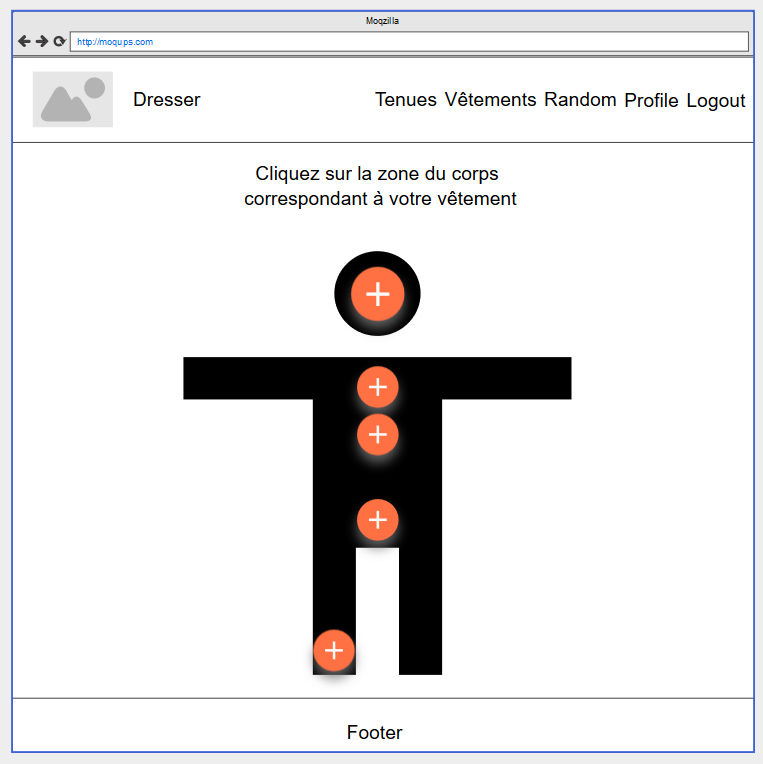 Moqzilla
http://moqups.com
Dresser
Tenues Vêtements Random Profile Logout
Cliquez sur la zone du corps
correspondant à votre vêtement
Footer